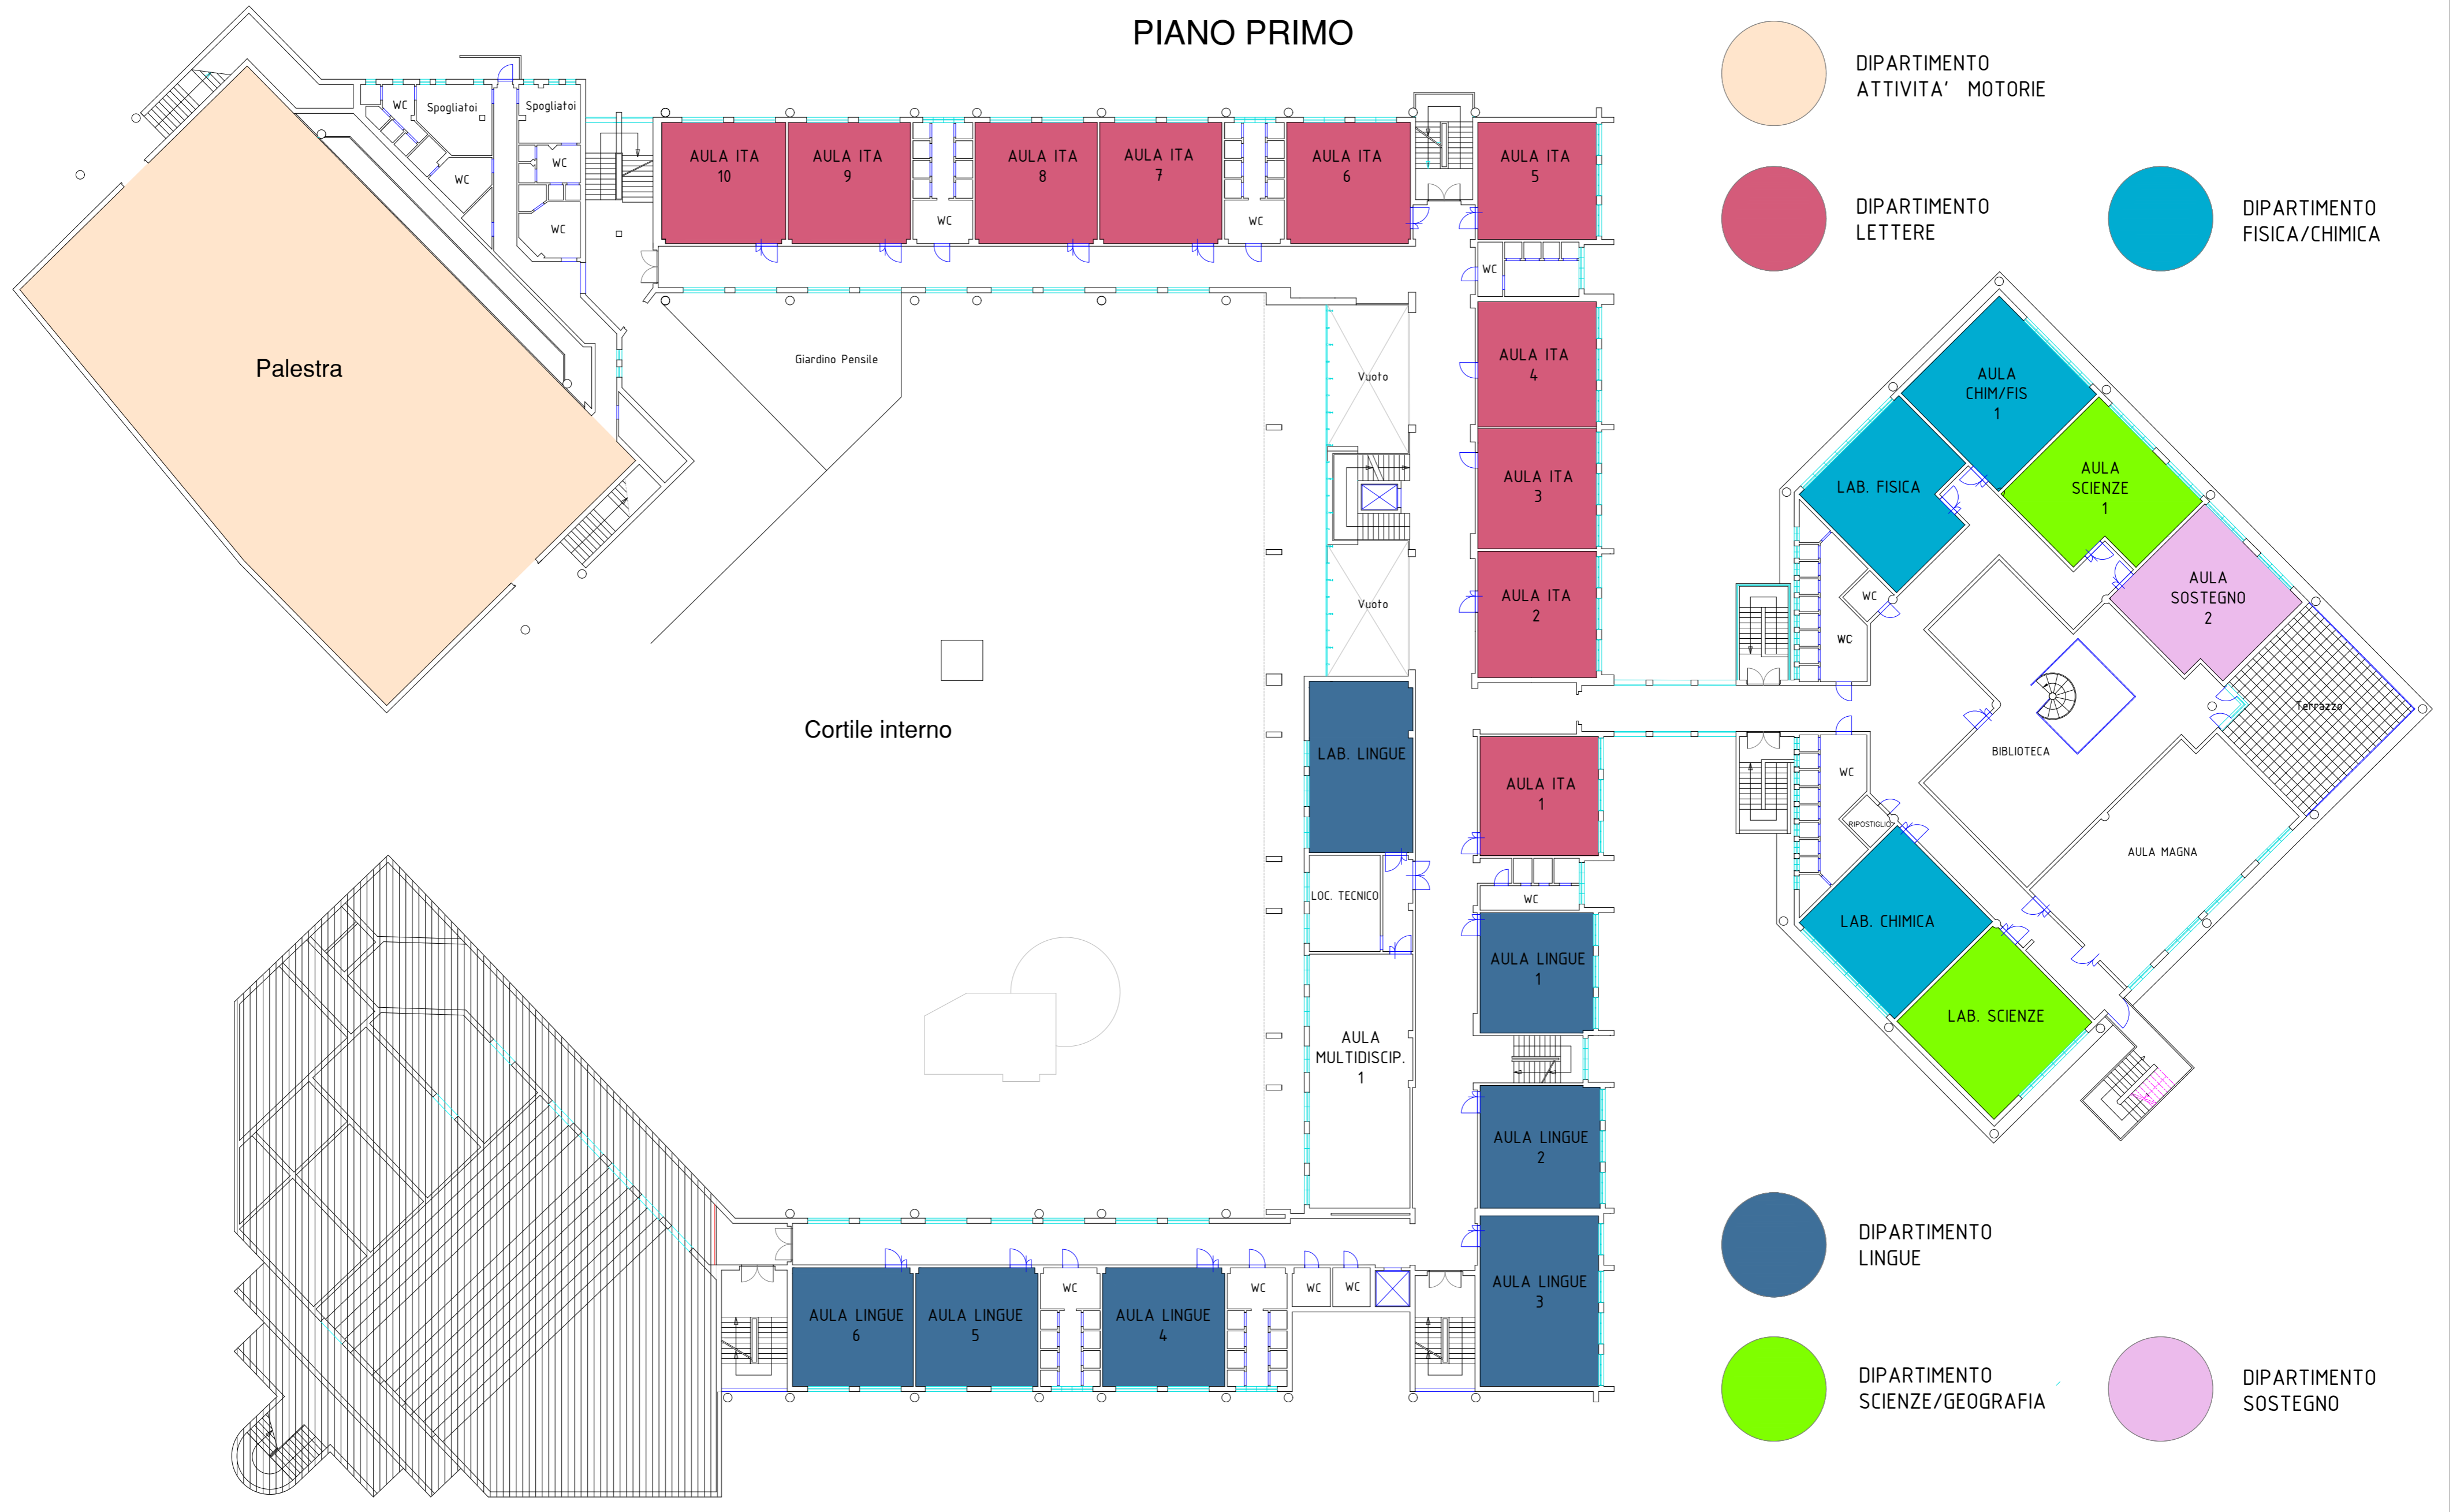 PIANO PRIMO
DIPARTIMENTO
ATTIVITA' MOTORIE
DIPARTIMENTO
LETTERE
DIPARTIMENTO
FISICA/CHIMICA
WC
Spogliatoi
Spogliatoi
WC
WC
WC
AULA ITA
10
AULA ITA
9
WC
AULA ITA
8
AULA ITA
7
WC
AULA ITA
6
AULA ITA
5
WC
Palestra
Giardino Pensile
Vuoto
AULA ITA
4
AULA ITA
3
Vuoto
AULA ITA
2
Cortile interno
LAB. LINGUE
AULA ITA
1
LOC. TECNICO
WC
AULA LINGUE
1
AULA
MULTIDISCIP.
1
AULA LINGUE
2
AULA LINGUE
3
AULA LINGUE
6
AULA LINGUE
5
WC
AULA LINGUE
4
WC
WC
WC
AULA
CHIM/FIS
1
LAB. FISICA
AULA
SCIENZE
1
AULA
SOSTEGNO
2
WC
WC
Terrazzo
BIBLIOTECA
WC
RIPOSTIGLIO
AULA MAGNA
LAB. CHIMICA
LAB. SCIENZE
DIPARTIMENTO
LINGUE
DIPARTIMENTO
SCIENZE/GEOGRAFIA
DIPARTIMENTO
SOSTEGNO